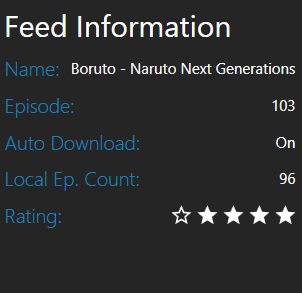 Feed Information
Name: Boruto - Naruto Next Generations
Episode: 103
Auto Download: On
Local Ep. Count: 96
Rating: